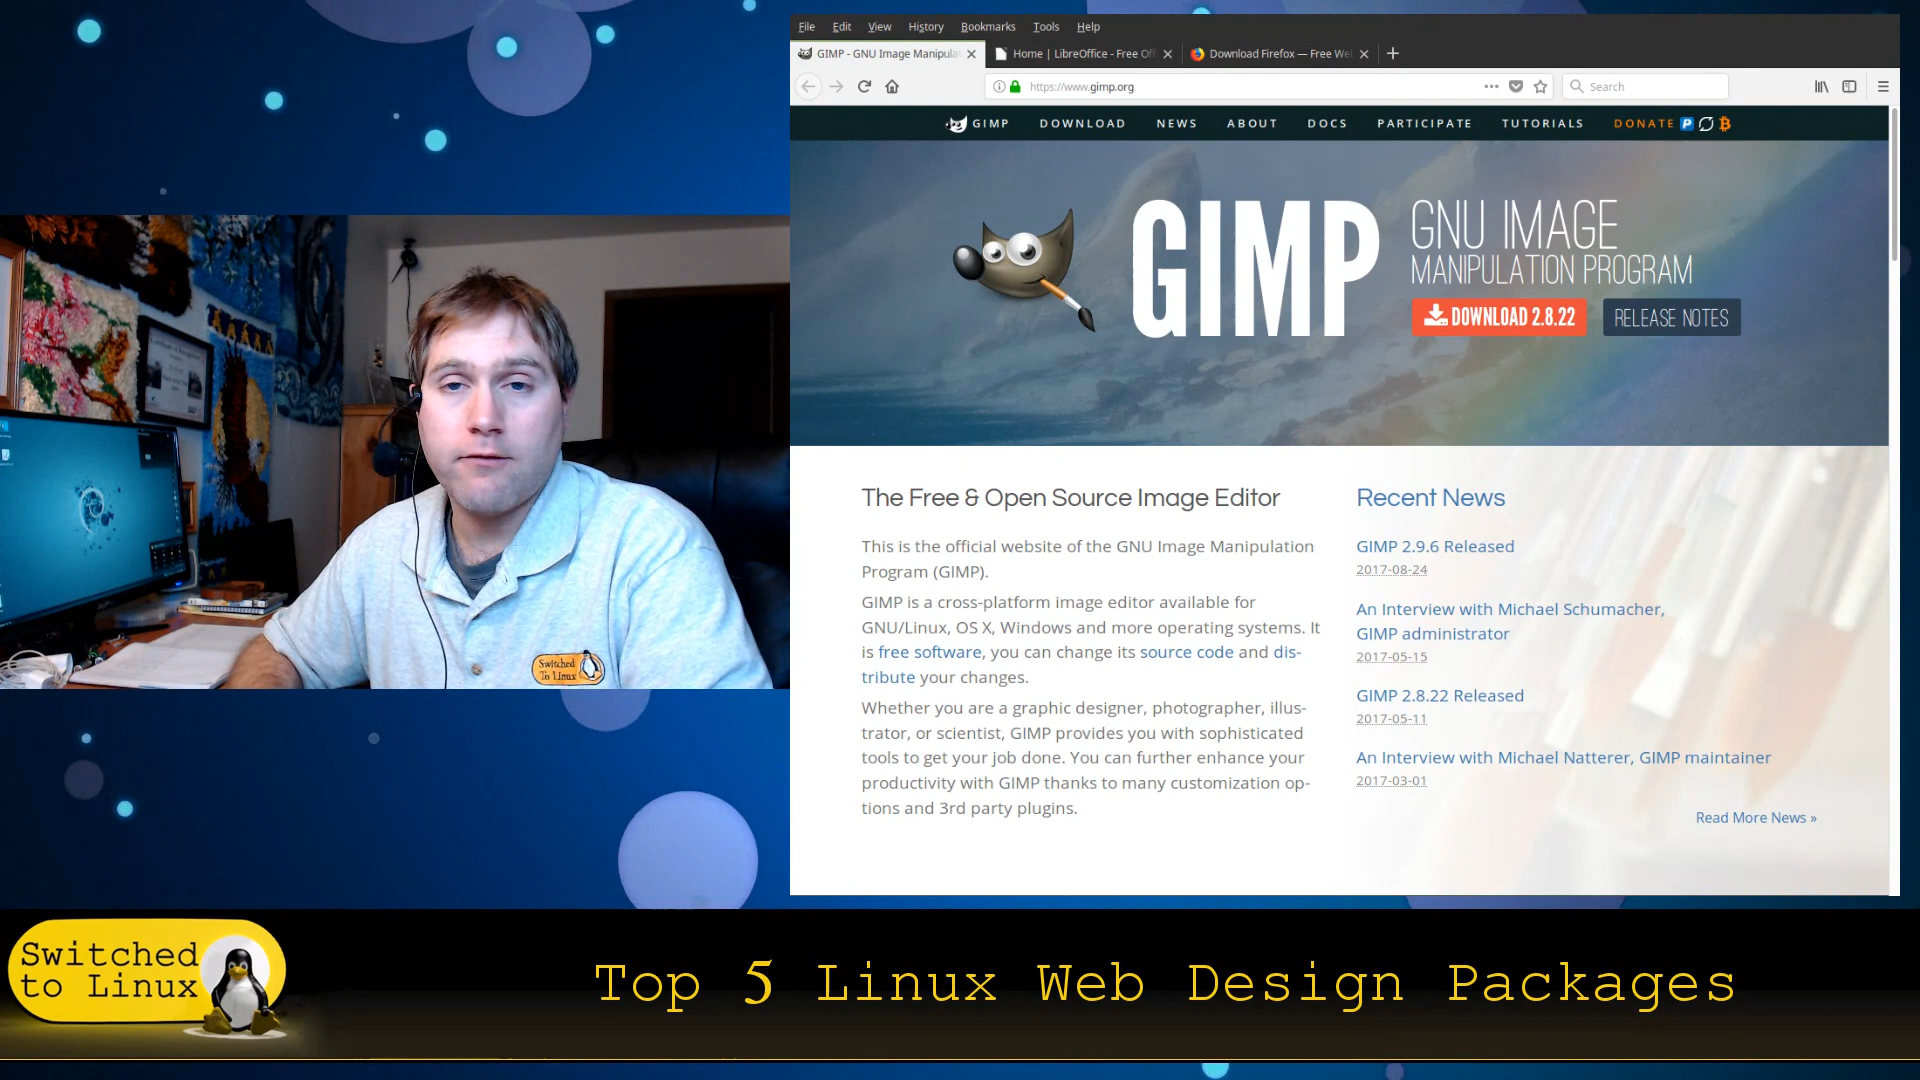 File Edit View History Bookmarks Tools Help
GIMP - GNU Image Manipula
Home | LibreOffice - Free Of
Download Firefox — Free We
https://www.gimp.org
Search
GIMP DOWNLOAD NEWS ABOUT DOCS PARTICIPATE TUTORIALS DONATE
GIMP
GNU IMAGE
MANIPULATION PROGRAM
DOWNLOAD 2.8.22
RELEASE NOTES
The Free & Open Source Image Editor
This is the official website of the GNU Image Manipulation
Program (GIMP).
GIMP is a cross-platform image editor available for
GNU/Linux, OS X, Windows and more operating systems. It
is free software, you can change its source code and dis-
tribute your changes.
Whether you are a graphic designer, photographer, illus-
trator, or scientist, GIMP provides you with sophisticated
tools to get your job done. You can further enhance your
productivity with GIMP thanks to many customization op-
tions and 3rd party plugins.
Recent News
GIMP 2.9.6 Released
2017-08-24
An Interview with Michael Schumacher,
GIMP administrator
2017-05-15
GIMP 2.8.22 Released
2017-05-11
An Interview with Michael Natterer, GIMP maintainer
2017-03-01
Read More News »
Switched
To Linux
Switched
to Linux
Top 5 Linux Web Design Packages